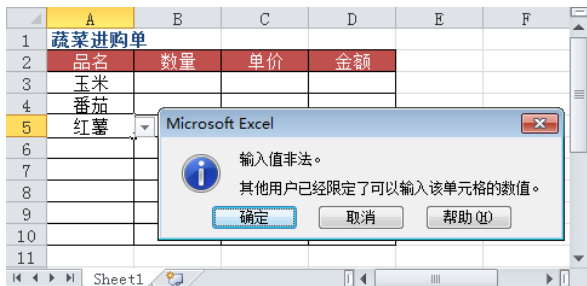 A B C D E F
1 蔬菜进购单
2 品名 数量 单价 金额
3 玉米
4 番茄
5 红薯
Microsoft Excel
6
输入值非法。
7
其他用户已经限定了可以输入该单元格的数值。
8
9
确定 取消 帮助(H)
10
11
Sheet1